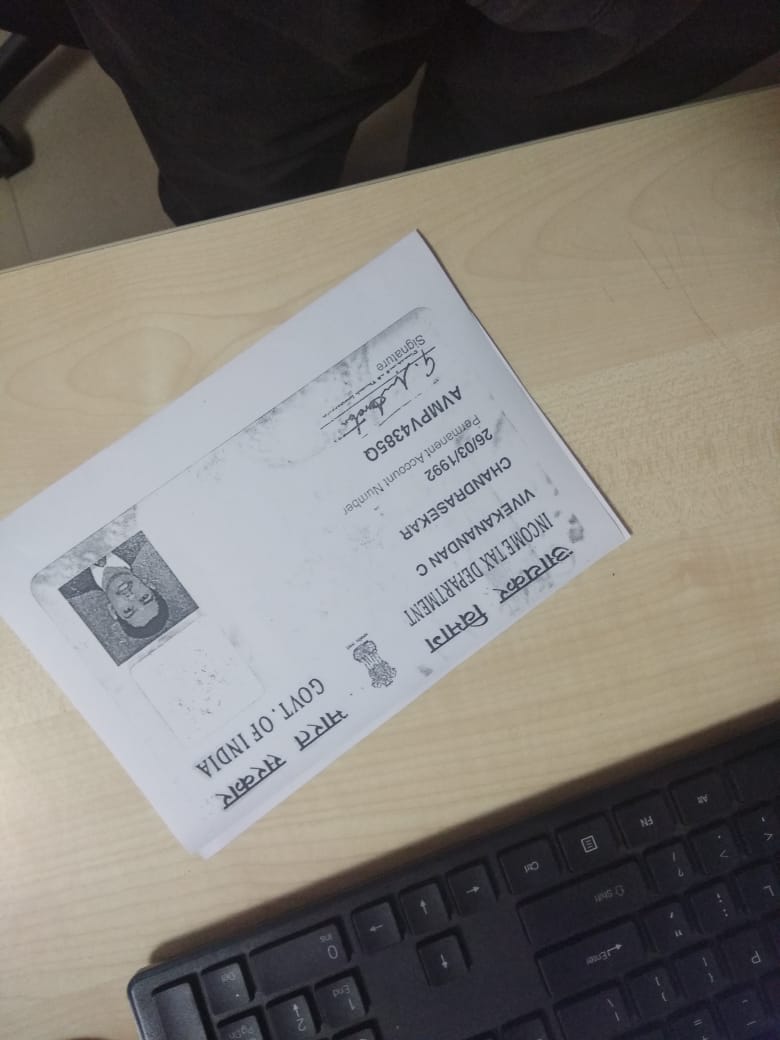 P
{
[
}
]
|
\
Enter
L
:
;
"
'
Shift
<
,
>
.
?
/
Alt
FN
Ctrl
1
End
2
PgDn
0
Ins
.
Del
आयकर विभाग
INCOME TAX DEPARTMENT
भारत सरकार
GOVT. OF INDIA
VIVEKANANDAN C
CHANDRASEKAR
26/03/1992
Permanent Account Number
AVMPV4385Q
Signature